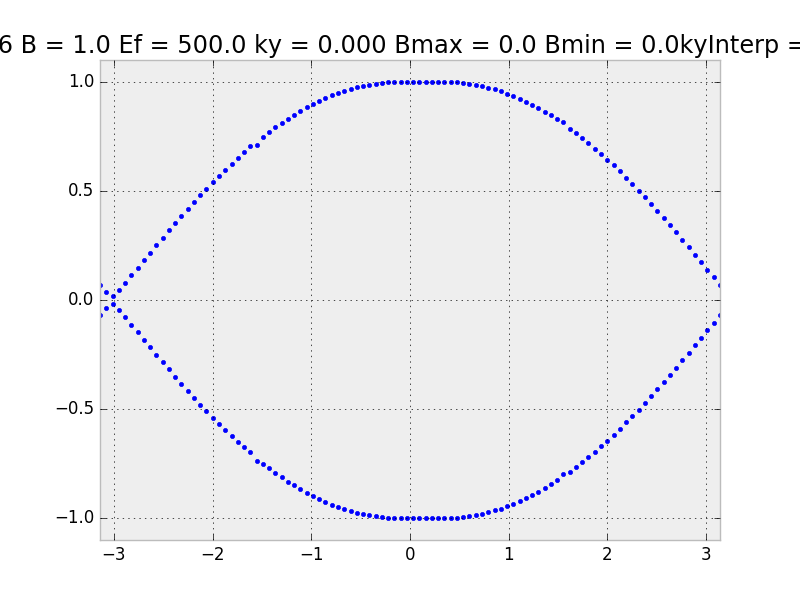 6 B = 1.0 Ef = 500.0 ky = 0.000 Bmax = 0.0 Bmin = 0.0kyInterp =
1.0
0.5
0.0
−0.5
−1.0
−3 −2 −1 0 1 2 3